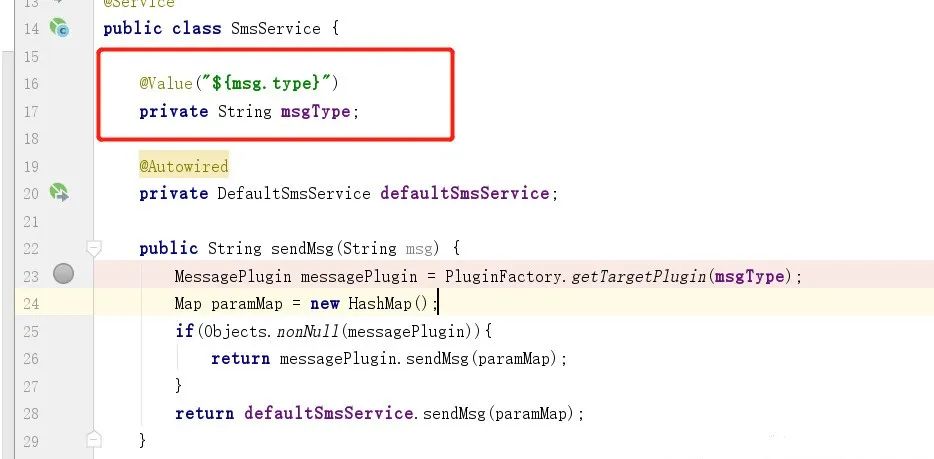 13 @Service
14 public class SmsService {
15
16 @Value("${msg.type}")
17 private String msgType;
18
19 @Autowired
20 private DefaultSmsService defaultSmsService;
21
22 public String sendMsg(String msg) {
23 MessagePlugin messagePlugin = PluginFactory.getTargetPlugin(msgType);
24 Map paramMap = new HashMap();
25 if(Objects.nonNull(messagePlugin)){
26 return messagePlugin.sendMsg(paramMap);
27 }
28 return defaultSmsService.sendMsg(paramMap);
29 }